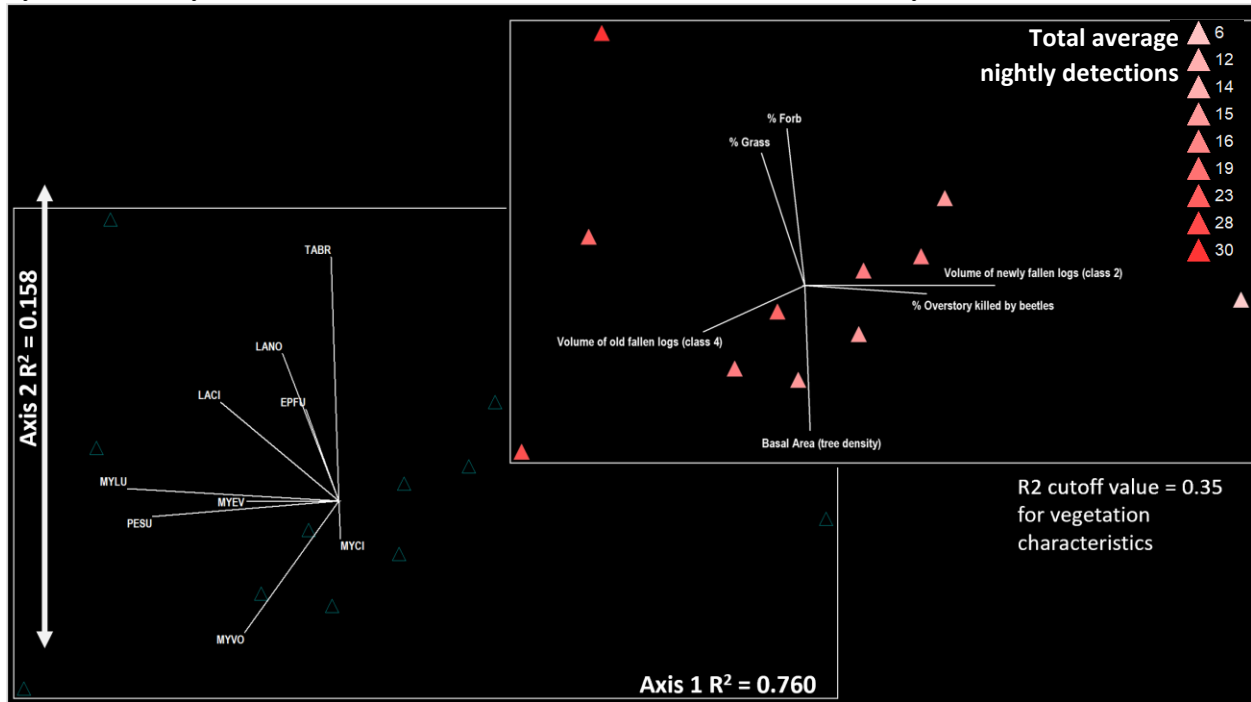 Total average
nightly detections
6
12
14
15
16
19
23
28
30
% Forb
% Grass
Volume of newly fallen logs (class 2)
% Overstory killed by beetles
Volume of old fallen logs (class 4)
Basal Area (tree density)
R2 cutoff value = 0.35
for vegetation
characteristics
Axis 2 R² = 0.158
TABR
LANO
LACI
EPFU
MYLU
MYEV
PESU
MYCI
MYVO
Axis 1 R² = 0.760